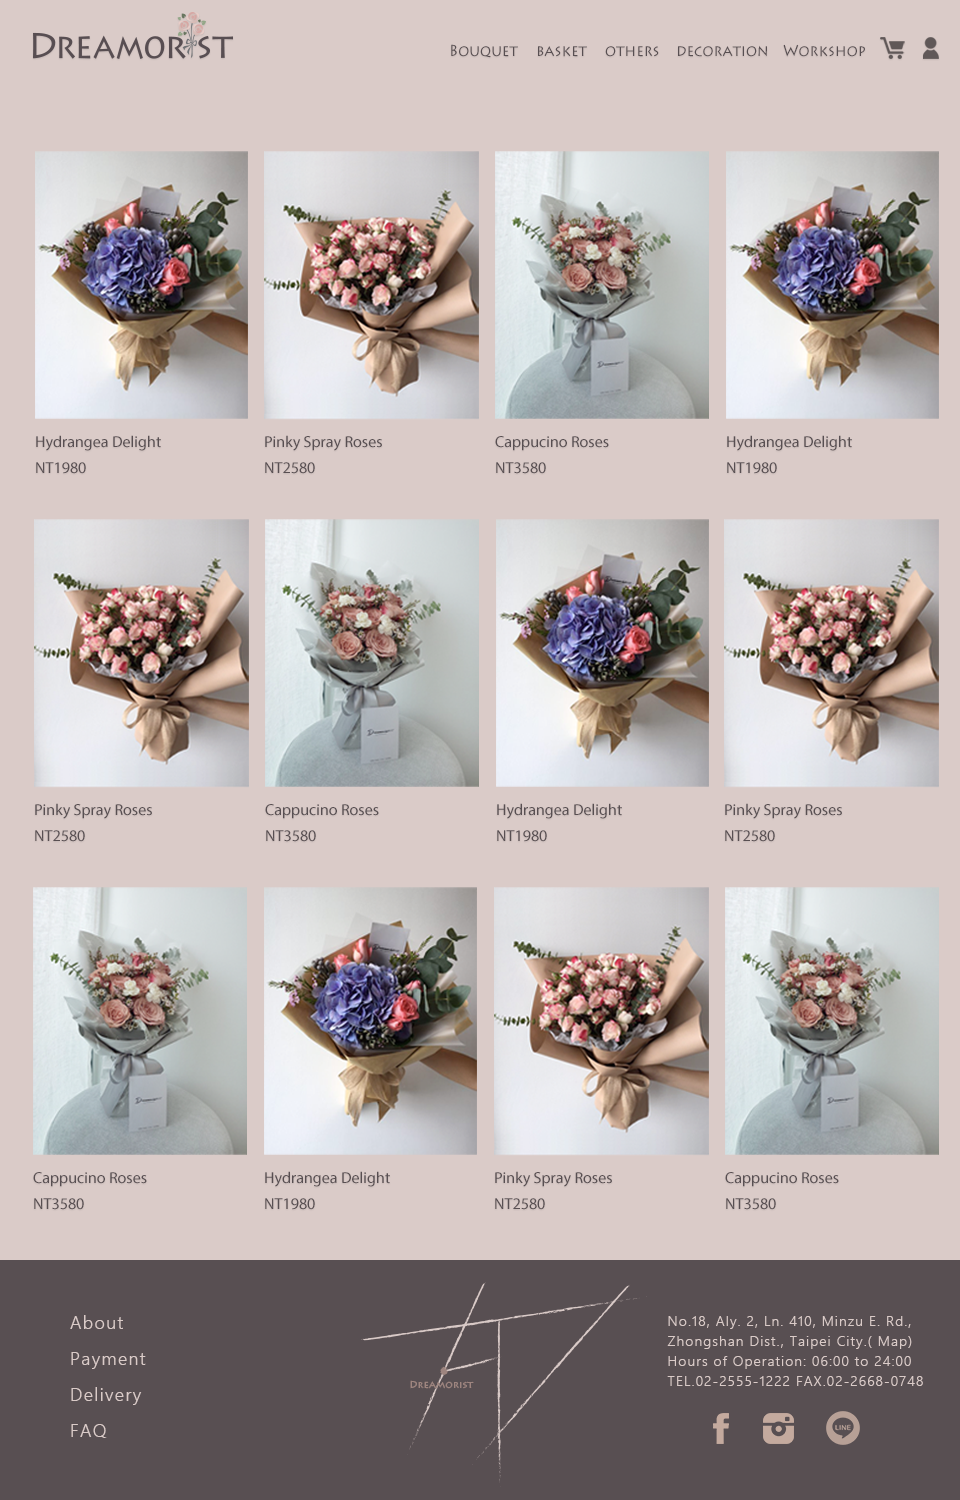 DREAMORIST
BOUQUET BASKET OTHERS DECORATION WORKSHOP
Hydrangea Delight Pinky Spray Roses Cappucino Roses Hydrangea Delight
NT1980 NT2580 NT3580 NT1980
Pinky Spray Roses Cappucino Roses Hydrangea Delight Pinky Spray Roses
NT2580 NT3580 NT1980 NT2580
Cappucino Roses Hydrangea Delight Pinky Spray Roses Cappucino Roses
NT3580 NT1980 NT2580 NT3580
About
Payment
Delivery
FAQ
DREAMORIST
No.18, Aly. 2, Ln. 410, Minzu E. Rd.,
Zhongshan Dist., Taipei City.( Map)
Hours of Operation: 06:00 to 24:00
TEL.02-2555-1222 FAX.02-2668-0748
LINE